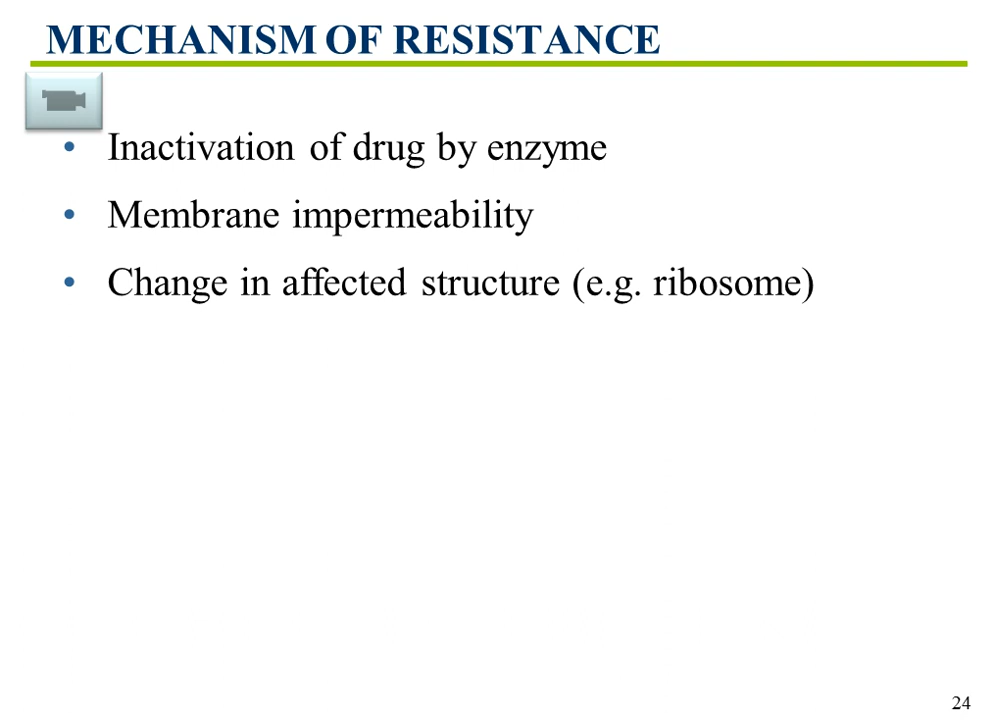 MECHANISM OF RESISTANCE
• Inactivation of drug by enzyme
• Membrane impermeability
• Change in affected structure (e.g. ribosome)
24